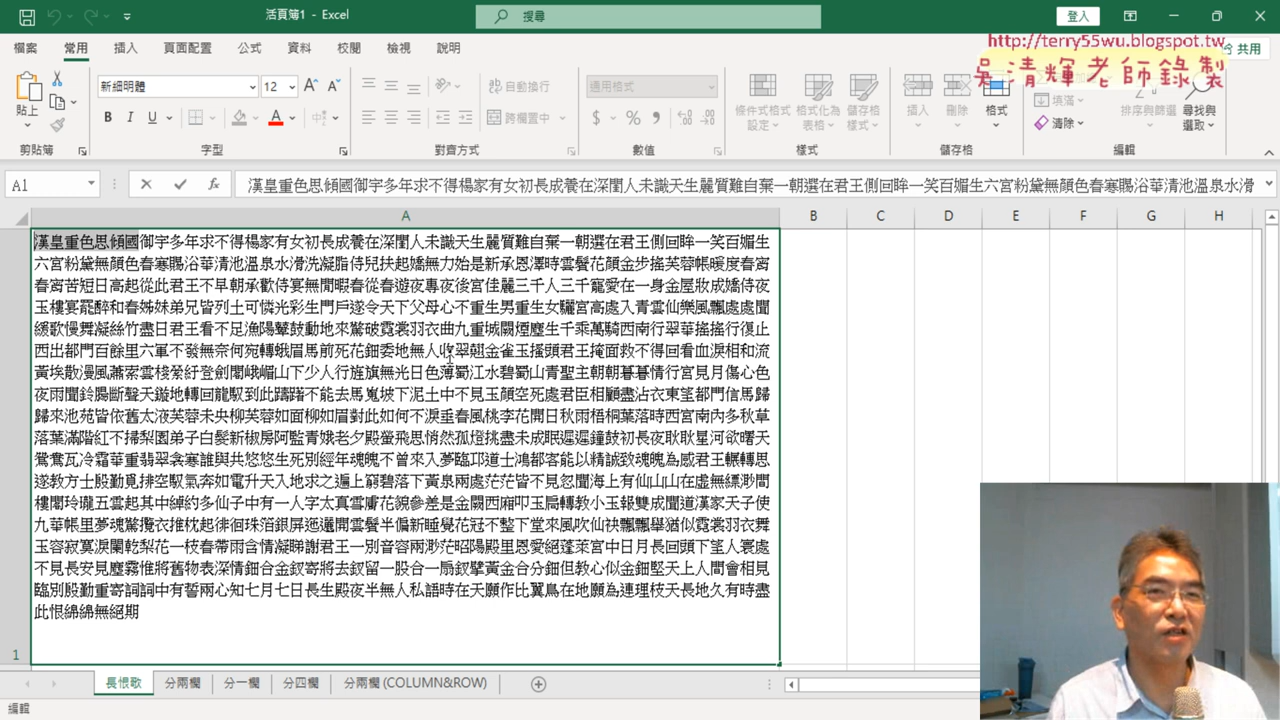 活頁簿1 - Excel
搜尋
登入
http://terry55wu.blogspot.tw
吳清輝老師錄製
檔案 常用 插入 頁面配置 公式 資料 校閱 檢視 說明 共用
新細明體 12 自動換行 通用格式
貼上 B I U 跨欄置中 $ % 條件式格式設定 格式化為表格 儲存格樣式 插入 刪除 格式 填滿 清除 排序與篩選 尋找與選取
剪貼簿 字型 對齊方式 數值 樣式 儲存格 編輯
A1 fx 漢皇重色思傾國御宇多年求不得楊家有女初長成養在深閨人未識天生麗質難自棄一朝選在君王側回眸一笑百媚生六宮粉黛無顏色春寒賜浴華清池溫泉水滑
A B C D E F G H
漢皇重色思傾國御宇多年求不得楊家有女初長成養在深閨人未識天生麗質難自棄一朝選在君王側回眸一笑百媚生
六宮粉黛無顏色春寒賜浴華清池溫泉水滑洗凝脂侍兒扶起嬌無力始是新承恩澤時雲鬢花顏金步搖芙蓉帳暖度春宵
春宵苦短日高起從此君王不早朝承歡侍宴無閒暇春從春遊夜專夜後宮佳麗三千人三千寵愛在一身金屋妝成嬌侍夜
玉樓宴罷醉和春姊妹弟兄皆列土可憐光彩生門戶遂令天下父母心不重生男重生女驪宮高處入青雲仙樂風飄處處聞
緩歌慢舞凝絲竹盡日君王看不足漁陽鼙鼓動地來驚破霓裳羽衣曲九重城闕煙塵生千乘萬騎西南行翠華搖搖行復止
西出都門百餘里六軍不發無奈何宛轉蛾眉馬前死花鈿委地無人收翠翹金雀玉搔頭君王掩面救不得回看血淚相和流
黃埃散漫風蕭索雲棧縈紆登劍閣峨嵋山下少人行旌旗無光日色薄蜀江水碧蜀山青聖主朝朝暮暮情行宮見月傷心色
夜雨聞鈴腸斷聲天旋地轉回龍馭到此躊躇不能去馬嵬坡下泥土中不見玉顏空死處君臣相顧盡沾衣東望都門信馬歸
歸來池苑皆依舊太液芙蓉未央柳芙蓉如面柳如眉對此如何不淚垂春風桃李花開日秋雨梧桐葉落時西宮南內多秋草
落葉滿階紅不掃梨園弟子白髮新椒房阿監青娥老夕殿螢飛思悄然孤燈挑盡未成眠遲遲鐘鼓初長夜耿耿星河欲曙天
鴛鴦瓦冷霜華重翡翠衾寒誰與共悠悠生死別經年魂魄不曾來入夢臨邛道士鴻都客能以精誠致魂魄為感君王輾轉思
遂教方士殷勤覓排空馭氣奔如電升天入地求之遍上窮碧落下黃泉兩處茫茫皆不見忽聞海上有仙山山在虛無縹渺間
樓閣玲瓏五雲起其中綽約多仙子中有一人字太真雪膚花貌參差是金闕西廂叩玉扃轉教小玉報雙成聞道漢家天子使
九華帳里夢魂驚攬衣推枕起徘徊珠箔銀屏迤邐開雲鬢半偏新睡覺花冠不整下堂來風吹仙袂飄飄舉猶似霓裳羽衣舞
玉容寂寞淚闌乾梨花一枝春帶雨含情凝睇謝君王一別音容兩渺茫昭陽殿里恩愛絕蓬萊宮中日月長回頭下望人寰處
不見長安見塵霧惟將舊物表深情鈿合金釵寄將去釵留一股合一扇釵擘黃金合分鈿但教心似金鈿堅天上人間會相見
臨別殷勤重寄詞詞中有誓兩心知七月七日長生殿夜半無人私語時在天願作比翼鳥在地願為連理枝天長地久有時盡
此恨綿綿無絕期
1
長恨歌 分兩欄 分一欄 分四欄 分兩欄 (COLUMN&ROW)
編輯